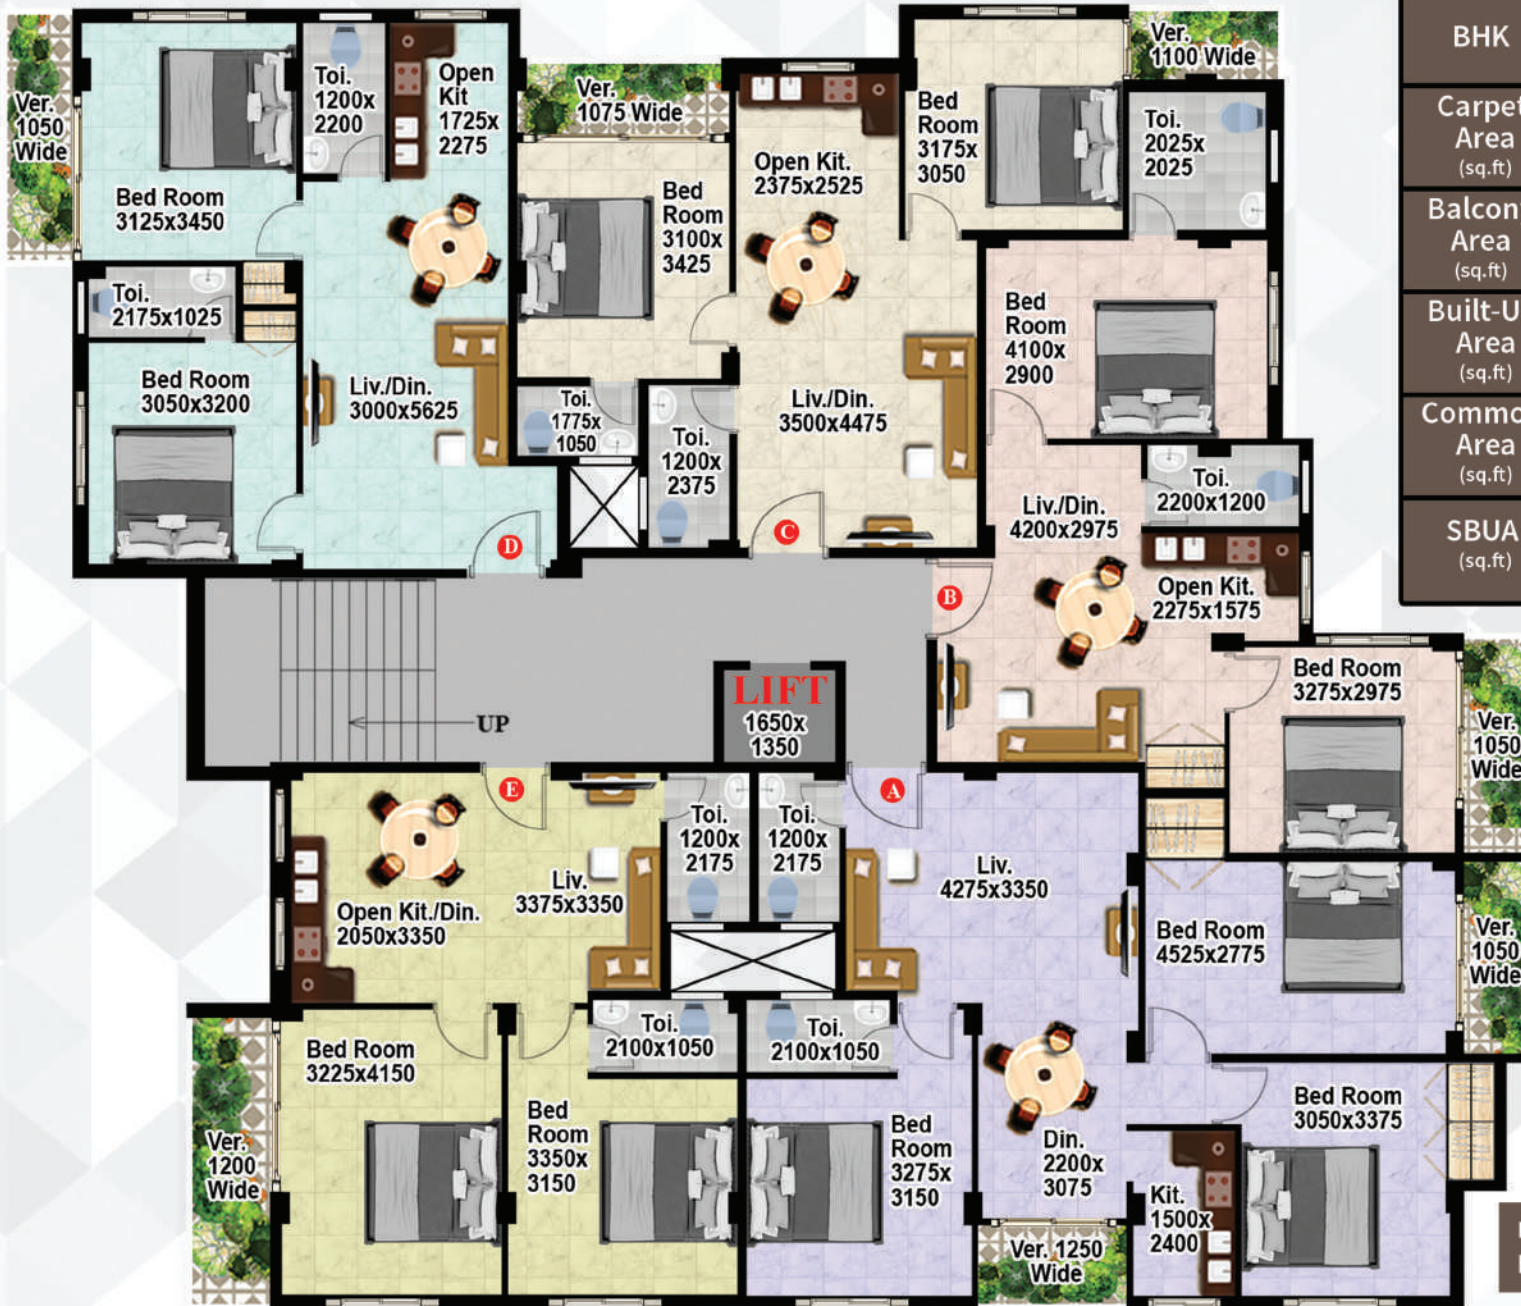 Ver.
1050
Wide
Bed Room
3125x3450
Toi.
1200x
2200
Open
Kit
1725x
2275
Toi.
2175x1025
Bed Room
3050x3200
Liv./Din.
3000x5625
D
Ver.
1075 Wide
Bed
Room
3100x
3425
Toi.
1775x
1050
Toi.
1200x
2375
Open Kit.
2375x2525
Liv./Din.
3500x4475
C
Bed
Room
3175x
3050
Ver.
1100 Wide
Toi.
2025x
2025
Bed
Room
4100x
2900
Liv./Din.
4200x2975
Toi.
2200x1200
Open Kit.
2275x1575
B
Bed Room
3275x2975
Ver.
1050
Wide
UP
LIFT
1650x
1350
E
Open Kit./Din.
2050x3350
Liv.
3375x3350
Toi.
1200x
2175
Toi.
1200x
2175
A
Liv.
4275x3350
Bed Room
4525x2775
Ver.
1050
Wide
Ver.
1200
Wide
Bed Room
3225x4150
Bed
Room
3350x
3150
Toi.
2100x1050
Toi.
2100x1050
Bed
Room
3275x
3150
Din.
2200x
3075
Ver. 1250
Wide
Kit.
1500x
2400
Bed Room
3050x3375
BHK
Carpet
Area
(sq.ft)
Balcon
Area
(sq.ft)
Built-U
Area
(sq.ft)
Commo
Area
(sq.ft)
SBUA
(sq.ft)